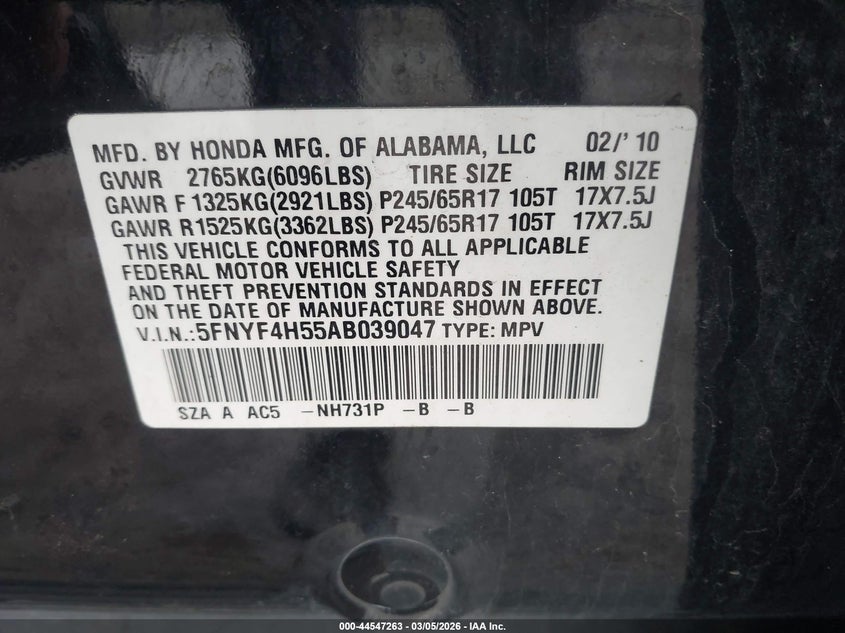 MFD. BY HONDA MFG. OF ALABAMA, LLC 02/' 10
GVWR 2765KG(6096LBS) TIRE SIZE RIM SIZE
GAWR F 1325KG(2921LBS) P245/65R17 105T 17X7.5J
GAWR R1525KG(3362LBS) P245/65R17 105T 17X7.5J
THIS VEHICLE CONFORMS TO ALL APPLICABLE
FEDERAL MOTOR VEHICLE SAFETY
AND THEFT PREVENTION STANDARDS IN EFFECT
ON THE DATE OF MANUFACTURE SHOWN ABOVE.
V.I.N.:5FNYF4H55AB039047 TYPE: MPV
SZA A AC5 –NH731P –B –B
000-44547263 - 03/05/2026 - IAA Inc.